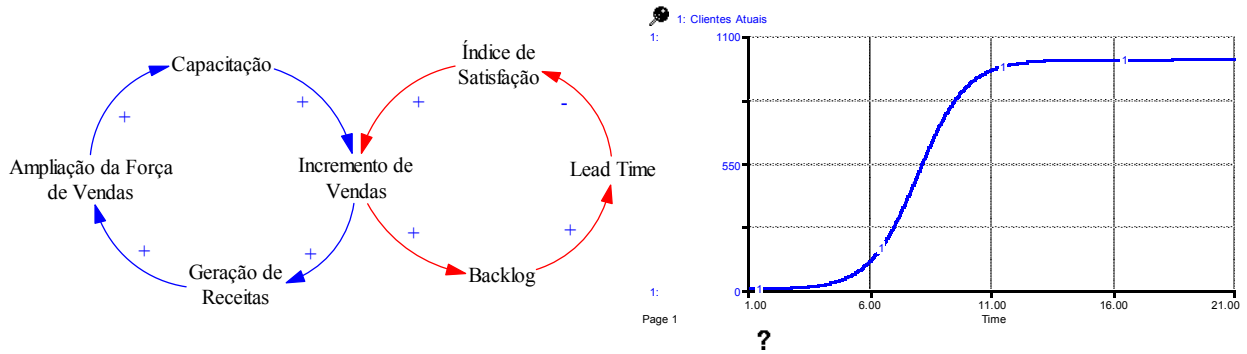 Capacitação
Índice de
Satisfação
+
+
+
-
Ampliação da Força
de Vendas
Incremento de
Vendas
Lead Time
+
+
+
+
Geração de
Receitas
Backlog
1: Clientes Atuais
1:
1100
550
1:
0
1
1
1
1
1.00
6.00
11.00
16.00
21.00
Page 1
Time
?